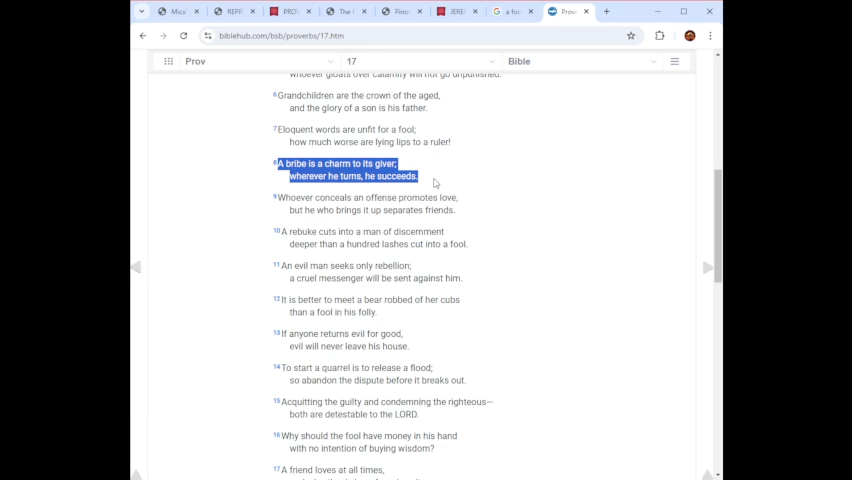 Mica
REPR
PROV
The I
Pino
JERE
a foo
Prov
biblehub.com/bsb/proverbs/17.htm
Prov
17
Bible
whoever gloats over calamity will not go unpunished.
6 Grandchildren are the crown of the aged,
and the glory of a son is his father.
7 Eloquent words are unfit for a fool;
how much worse are lying lips to a ruler!
8 A bribe is a charm to its giver;
wherever he turns, he succeeds.
9 Whoever conceals an offense promotes love,
but he who brings it up separates friends.
10 A rebuke cuts into a man of discernment
deeper than a hundred lashes cut into a fool.
11 An evil man seeks only rebellion;
a cruel messenger will be sent against him.
12 It is better to meet a bear robbed of her cubs
than a fool in his folly.
13 If anyone returns evil for good,
evil will never leave his house.
14 To start a quarrel is to release a flood;
so abandon the dispute before it breaks out.
15 Acquitting the guilty and condemning the righteous—
both are detestable to the LORD.
16 Why should the fool have money in his hand
with no intention of buying wisdom?
17 A friend loves at all times,